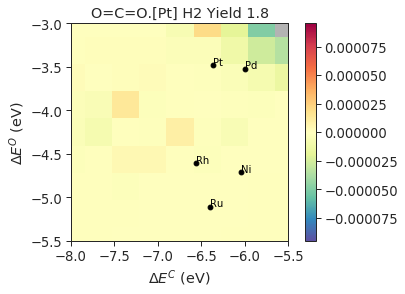 O=C=O.[Pt] H2 Yield 1.8
−3.0
−3.5
−4.0
−4.5
−5.0
−5.5
ΔE^O (eV)
−8.0 −7.5 −7.0 −6.5 −6.0 −5.5
ΔE^C (eV)
Pt
Pd
Rh
Ni
Ru
0.000075
0.000050
0.000025
0.000000
−0.000025
−0.000050
−0.000075